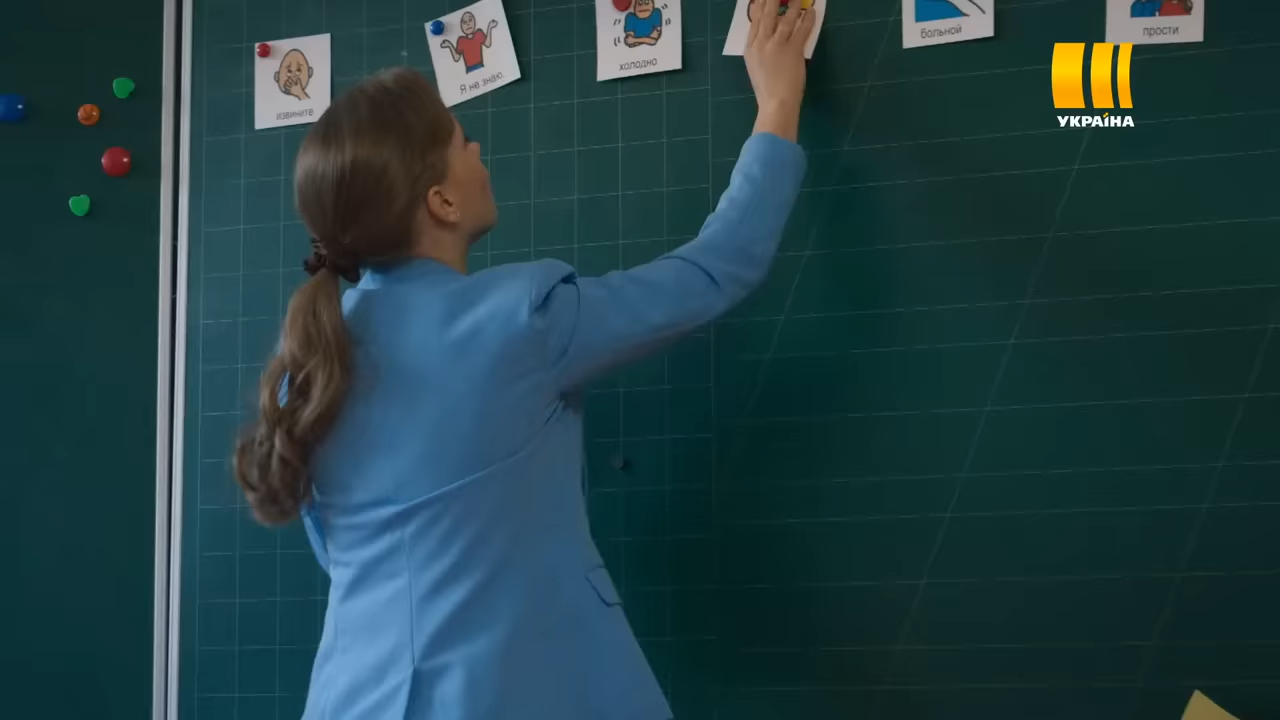 извините
Я не знаю.
холодно
больной
прости
УКРАЇНА